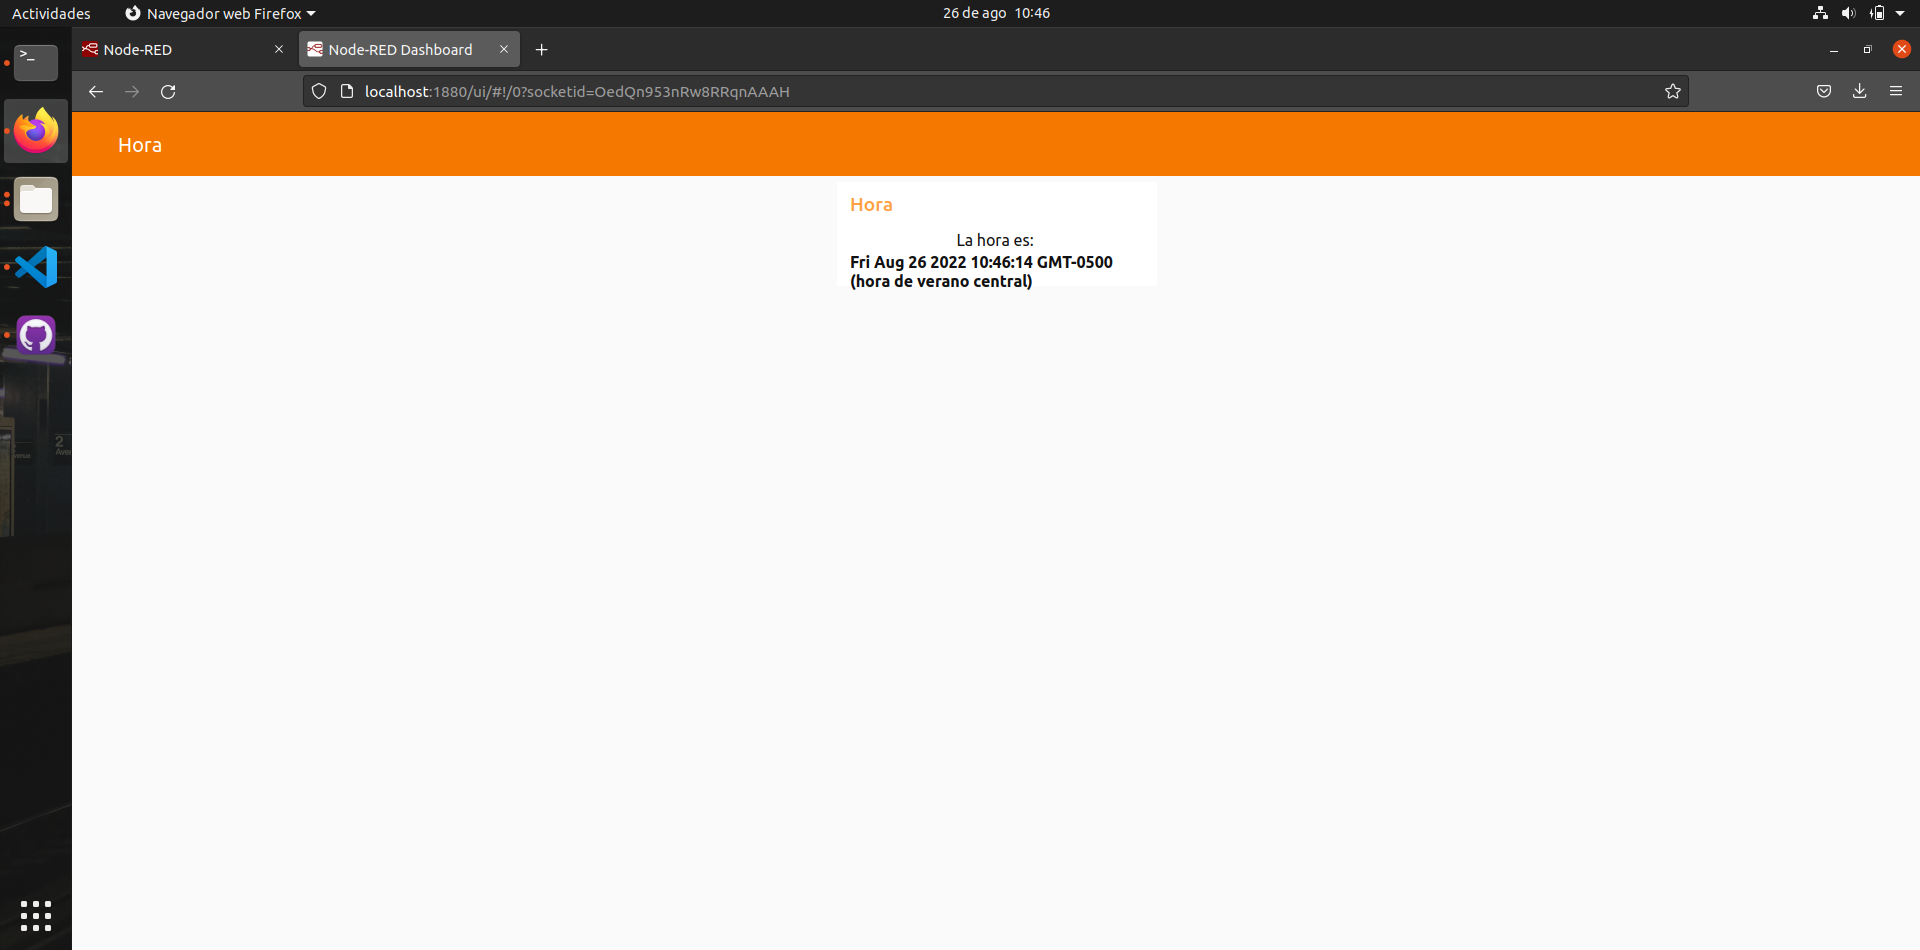 Actividades
Navegador web Firefox
26 de ago 10:46
Node-RED
Node-RED Dashboard
localhost:1880/ui/#!/0?socketid=OedQn953nRw8RRqnAAAH
Hora
Hora
La hora es:
Fri Aug 26 2022 10:46:14 GMT-0500
(hora de verano central)
2